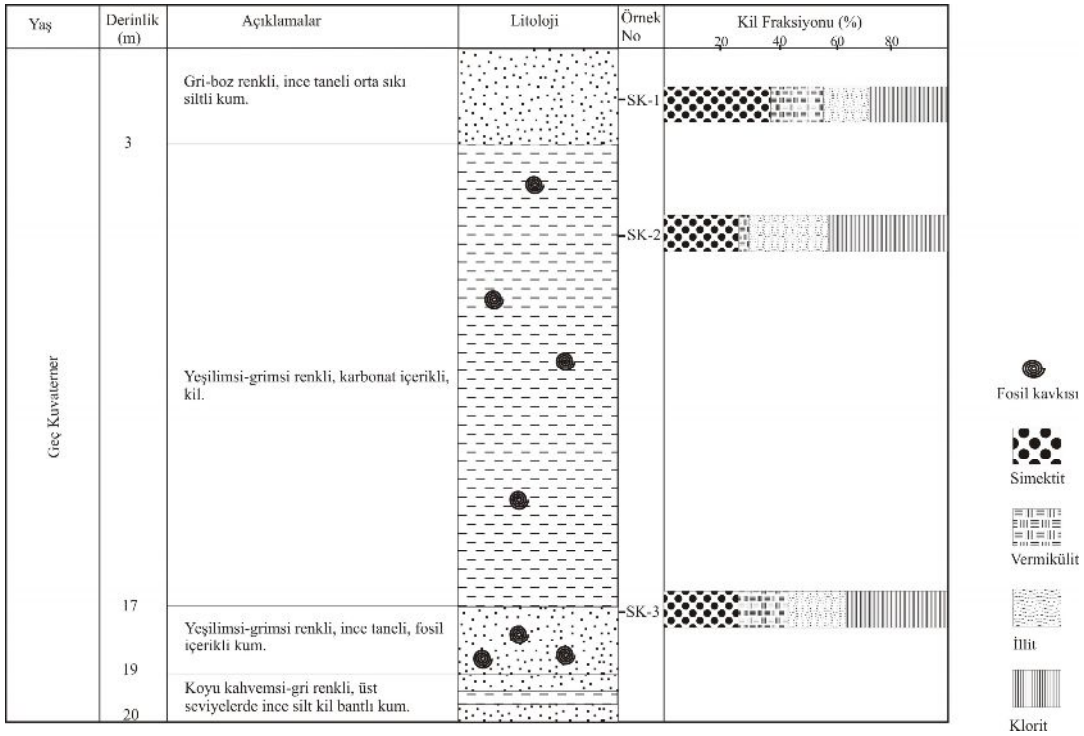 Yaş
Derinlik
(m)
Açıklamalar
Litoloji
Örnek
No
Kil Fraksiyonu (%)
20
40
60
80
Gri-boz renkli, ince taneli orta sıkı
siltli kum.
SK-1
3
SK-2
Geç Kuvaterner
Yeşilimsi-grimsi renkli, karbonat içerikli,
kil.
17
SK-3
Yeşilimsi-grimsi renkli, ince taneli, fosil
içerikli kum.
19
Koyu kahvemsi-gri renkli, üst
seviyelerde ince silt kil bantlı kum.
20
Fosil kavkısı
Simektit
Vermikülit
İllit
Klorit